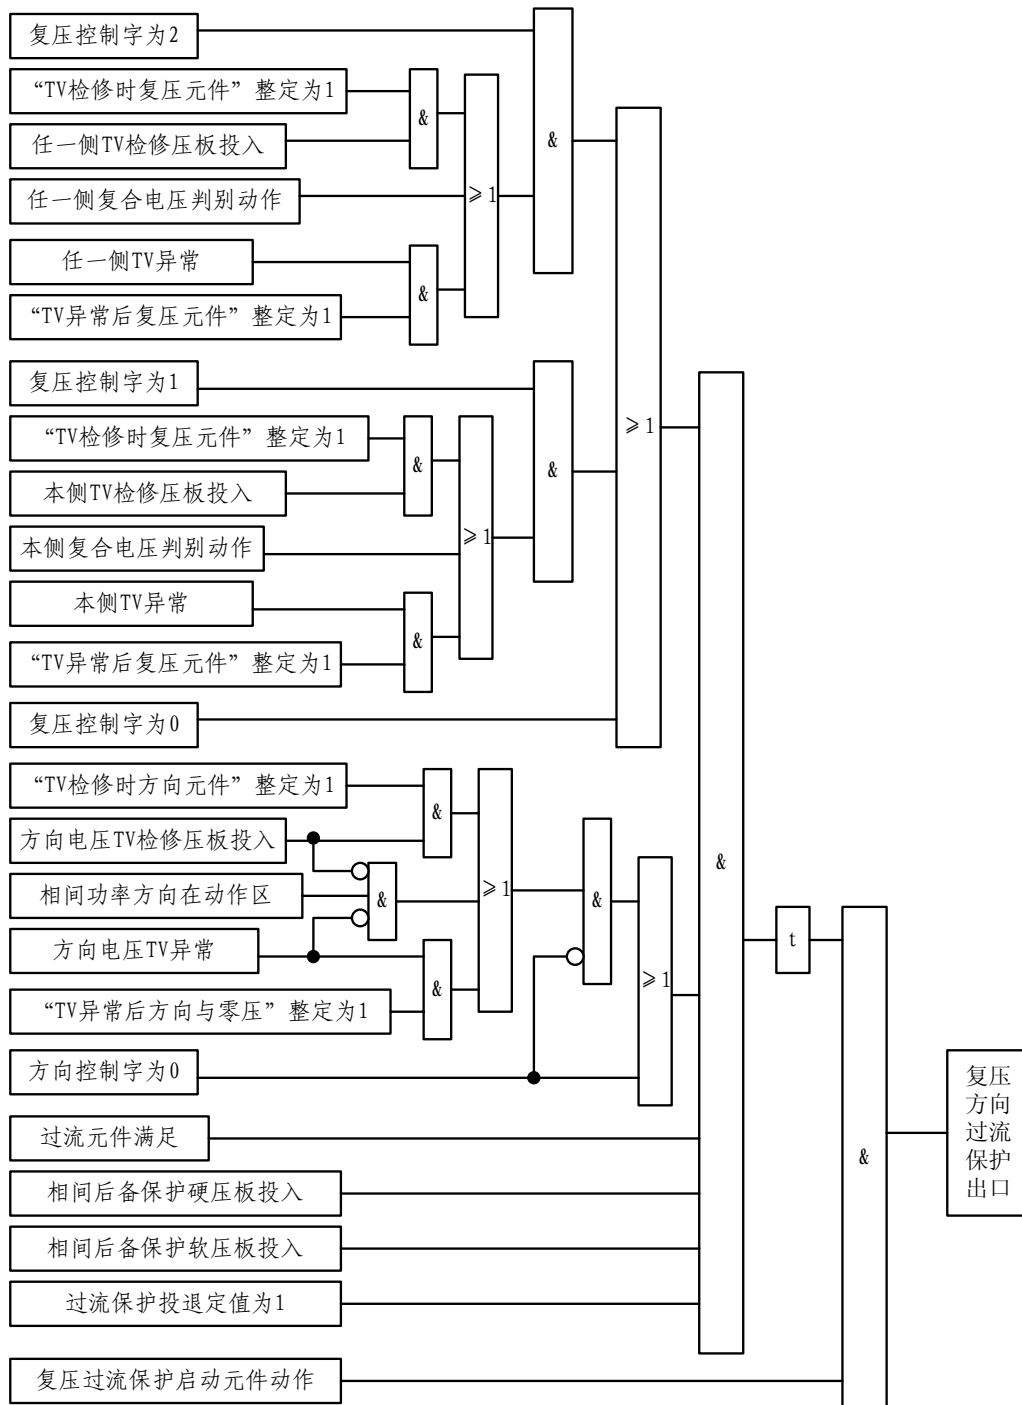 复压控制字为2
“TV检修时复压元件”整定为1
任一侧TV检修压板投入
&
任一侧复合电压判别动作
≥1
&
任一侧TV异常
“TV异常后复压元件”整定为1
&
复压控制字为1
“TV检修时复压元件”整定为1
本侧TV检修压板投入
&
本侧复合电压判别动作
≥1
&
≥1
本侧TV异常
“TV异常后复压元件”整定为1
&
复压控制字为0
“TV检修时方向元件”整定为1
方向电压TV检修压板投入
&
相间功率方向在动作区
&
≥1
&
方向电压TV异常
“TV异常后方向与零压”整定为1
&
≥1
方向控制字为0
&
t
过流元件满足
相间后备保护硬压板投入
相间后备保护软压板投入
过流保护投退定值为1
复压过流保护启动元件动作
&
复压
方向
过流
保护
出口